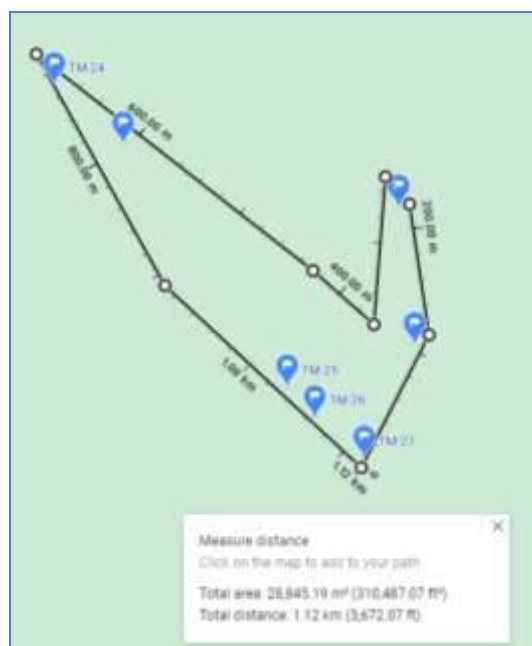 TM 24
600.00 m
800.00 m
200.00 m
400.00 m
TM 25
1.00 km
TM 26
TM 27
1.12 km
Measure distance
Click on the map to add to your path
Total area: 28,845.19 m² (310,487.07 ft²)
Total distance: 1.12 km (3,672.07 ft)